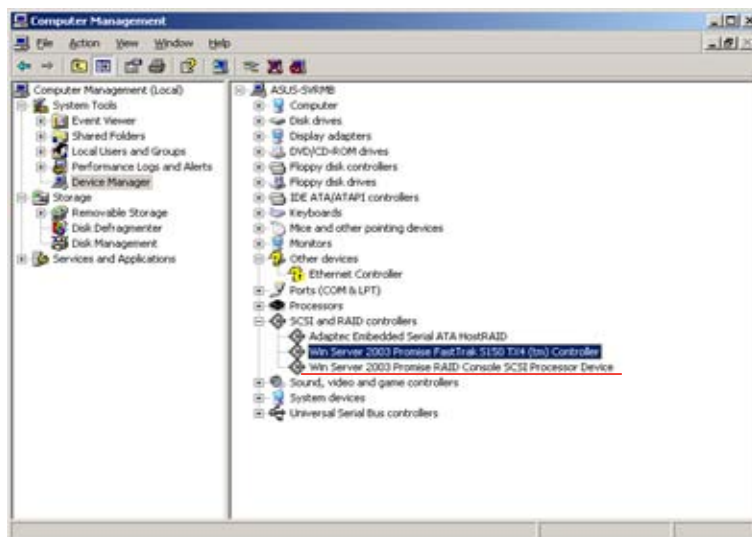 Computer Management
File Action View Window Help
Computer Management (Local)
System Tools
Event Viewer
Shared Folders
Local Users and Groups
Performance Logs and Alerts
Device Manager
Storage
Removable Storage
Disk Defragmenter
Disk Management
Services and Applications
ASUS-SVRMB
Computer
Disk drives
Display adapters
DVD/CD-ROM drives
Floppy disk controllers
Floppy disk drives
IDE ATA/ATAPI controllers
Keyboards
Mice and other pointing devices
Monitors
Other devices
Ethernet Controller
Ports (COM & LPT)
Processors
SCSI and RAID controllers
Adaptec Embedded Serial ATA HostRAID
Win Server 2003 Promise FastTrak S150 TX4 (tm) Controller
Win Server 2003 Promise RAID Console SCSI Processor Device
Sound, video and game controllers
System devices
Universal Serial Bus controllers